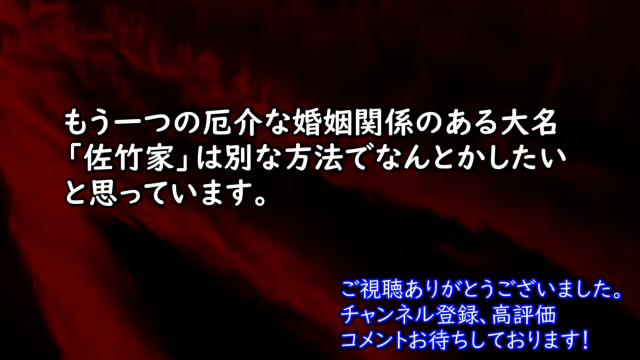 もう一つの厄介な婚姻関係のある大名
「佐竹家」は別な方法でなんとかしたい
と思っています。
ご視聴ありがとうございました。
チャンネル登録、高評価
コメントお待ちしております!